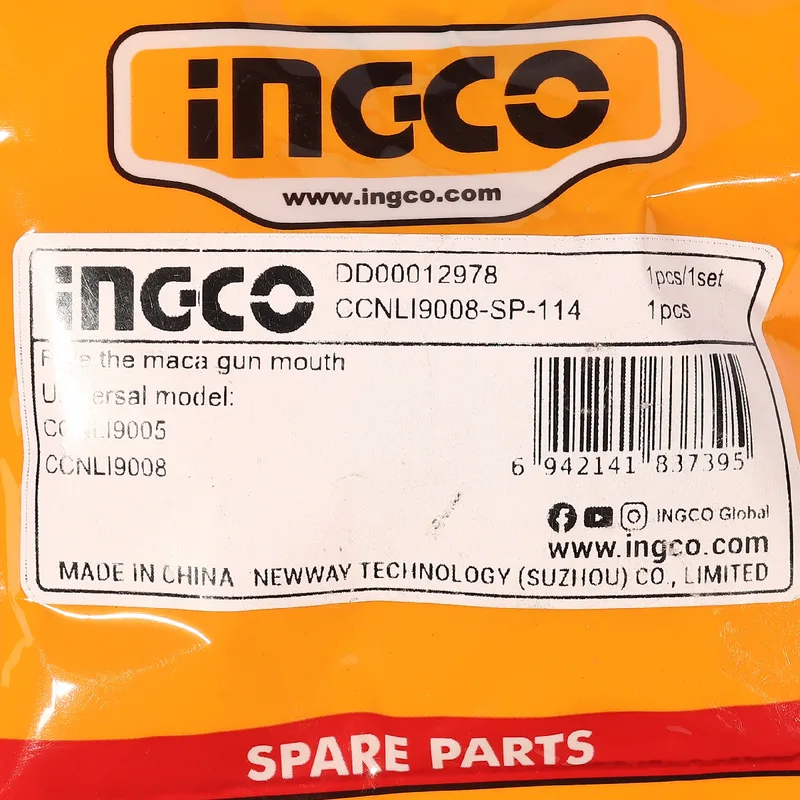 INGCO
www.ingco.com
INGCO
DD00012978 1pcs/1set
CCNLI9008-SP-114 1pcs
the maca gun mouth
model:
CCNLI9005
CCNLI9008
6 942141 837395
INGCO Global
www.ingco.com
MADE IN CHINA NEWWAY TECHNOLOGY (SUZHOU) CO., LIMITED
SPARE PARTS